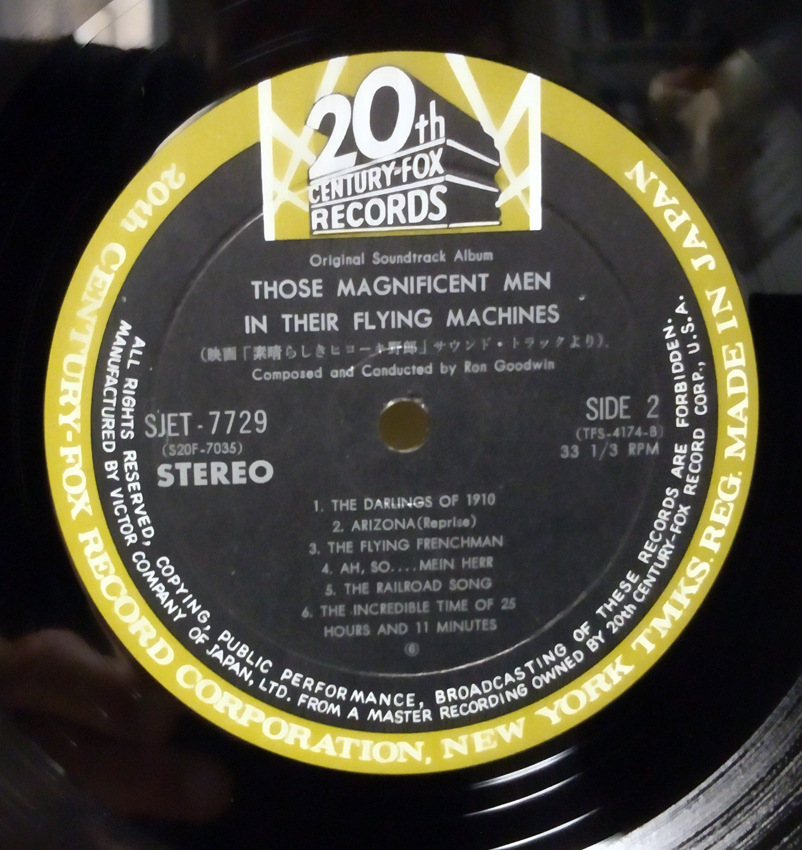 20th
CENTURY-FOX
RECORDS
Original Soundtrack Album
THOSE MAGNIFICENT MEN
IN THEIR FLYING MACHINES
(映画「素晴らしきヒコーキ野郎」サウンド・トラックより)
Composed and Conducted by Ron Goodwin
SJET-7729
(S20F-7035)
STEREO
SIDE 2
(TFS-4174-B)
33 1/3 RPM
1. THE DARLINGS OF 1910
2. ARIZONA(Reprise)
3. THE FLYING FRENCHMAN
4. AH, SO....MEIN HERR
5. THE RAILROAD SONG
6. THE INCREDIBLE TIME OF 25
HOURS AND 11 MINUTES
⑥
ALL RIGHTS RESERVED, COPYING, PUBLIC PERFORMANCE, BROADCASTING OF THESE RECORDS ARE FORBIDDEN.
MANUFACTURED BY VICTOR COMPANY OF JAPAN, LTD. FROM A MASTER RECORDING OWNED BY 20th CENTURY-FOX RECORD CORP., U.S.A.
20th CENTURY-FOX RECORD CORPORATION, NEW YORK TMKS. REG. MADE IN JAPAN